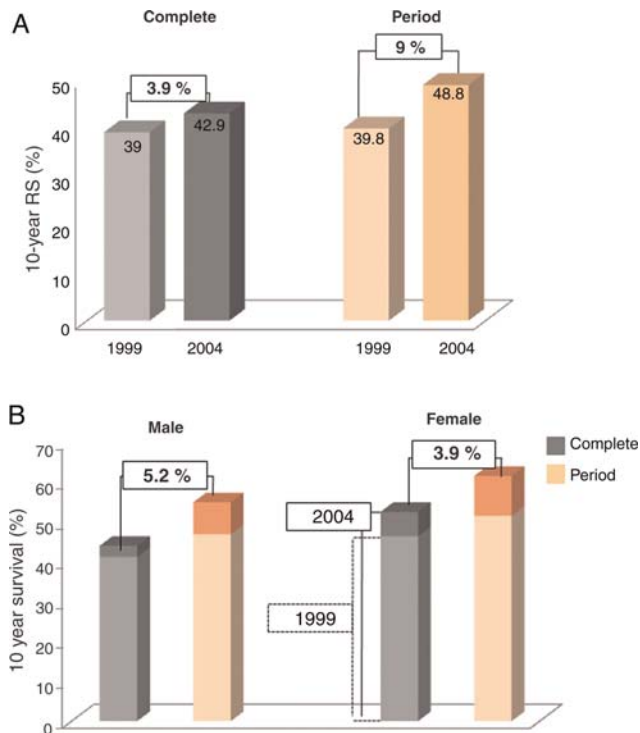 A
Complete
Period
3.9 %
9 %
10-year RS (%)
50
40
30
20
10
0
39
42.9
39.8
48.8
1999
2004
1999
2004
B
Male
Female
Complete
Period
5.2 %
3.9 %
10 year survival (%)
70
60
50
40
30
20
10
0
2004
1999